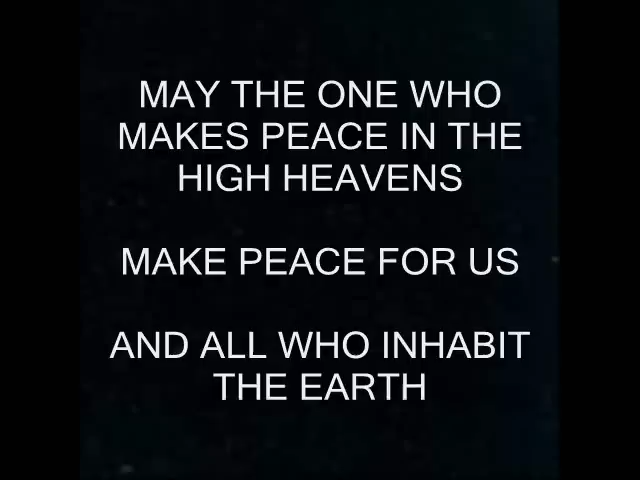 MAY THE ONE WHO
MAKES PEACE IN THE
HIGH HEAVENS
MAKE PEACE FOR US
AND ALL WHO INHABIT
THE EARTH